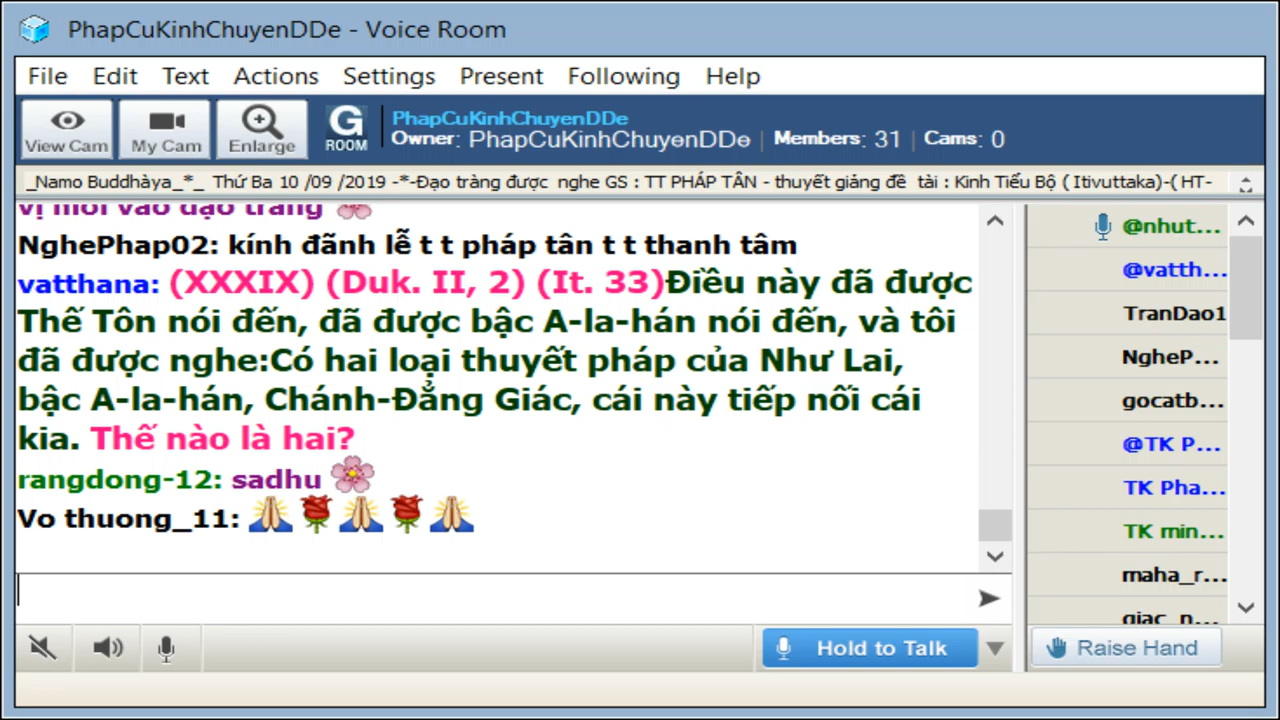 PhapCuKinhChuyenDDe - Voice Room
File Edit Text Actions Settings Present Following Help
View Cam My Cam Enlarge G ROOM
PhapCuKinhChuyenDDe
Owner: PhapCuKinhChuyenDDe | Members: 31 | Cams: 0
_Namo Buddhàya_*_ Thứ Ba 10 /09 /2019 -*-Đạo tràng được nghe GS : TT PHÁP TÂN - thuyết giảng đề tài : Kinh Tiểu Bộ ( Itivuttaka)-( HT-
vị mới vào đạo tràng
NghePhap02: kính đãnh lễ t t pháp tân t t thanh tâm
vatthana: (XXXIX) (Duk. II, 2) (It. 33)Điều này đã được
Thế Tôn nói đến, đã được bậc A-la-hán nói đến, và tôi
đã được nghe:Có hai loại thuyết pháp của Như Lai,
bậc A-la-hán, Chánh-Đẳng Giác, cái này tiếp nối cái
kia. Thế nào là hai?
rangdong-12: sadhu 🌸
Vo thuong_11: 🙏🌹🙏🌹🙏
@nhut...
@vatth...
TranDao1
NgheP...
gocatb...
@TK P...
TK Pha...
TK min...
maha_r...
giac_n...
Hold to Talk
Raise Hand